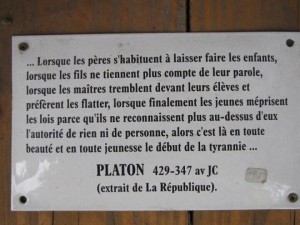 ... Lorsque les pères s'habituent à laisser faire les enfants,
lorsque les fils ne tiennent plus compte de leur parole,
lorsque les maîtres tremblent devant leurs élèves et
préfèrent les flatter, lorsque finalement les jeunes méprisent
les lois parce qu'ils ne reconnaissent plus au-dessus d'eux
l'autorité de rien ni de personne, alors c'est là en toute
beauté et en toute jeunesse le début de la tyrannie ...
PLATON 429-347 av JC
(extrait de La République).